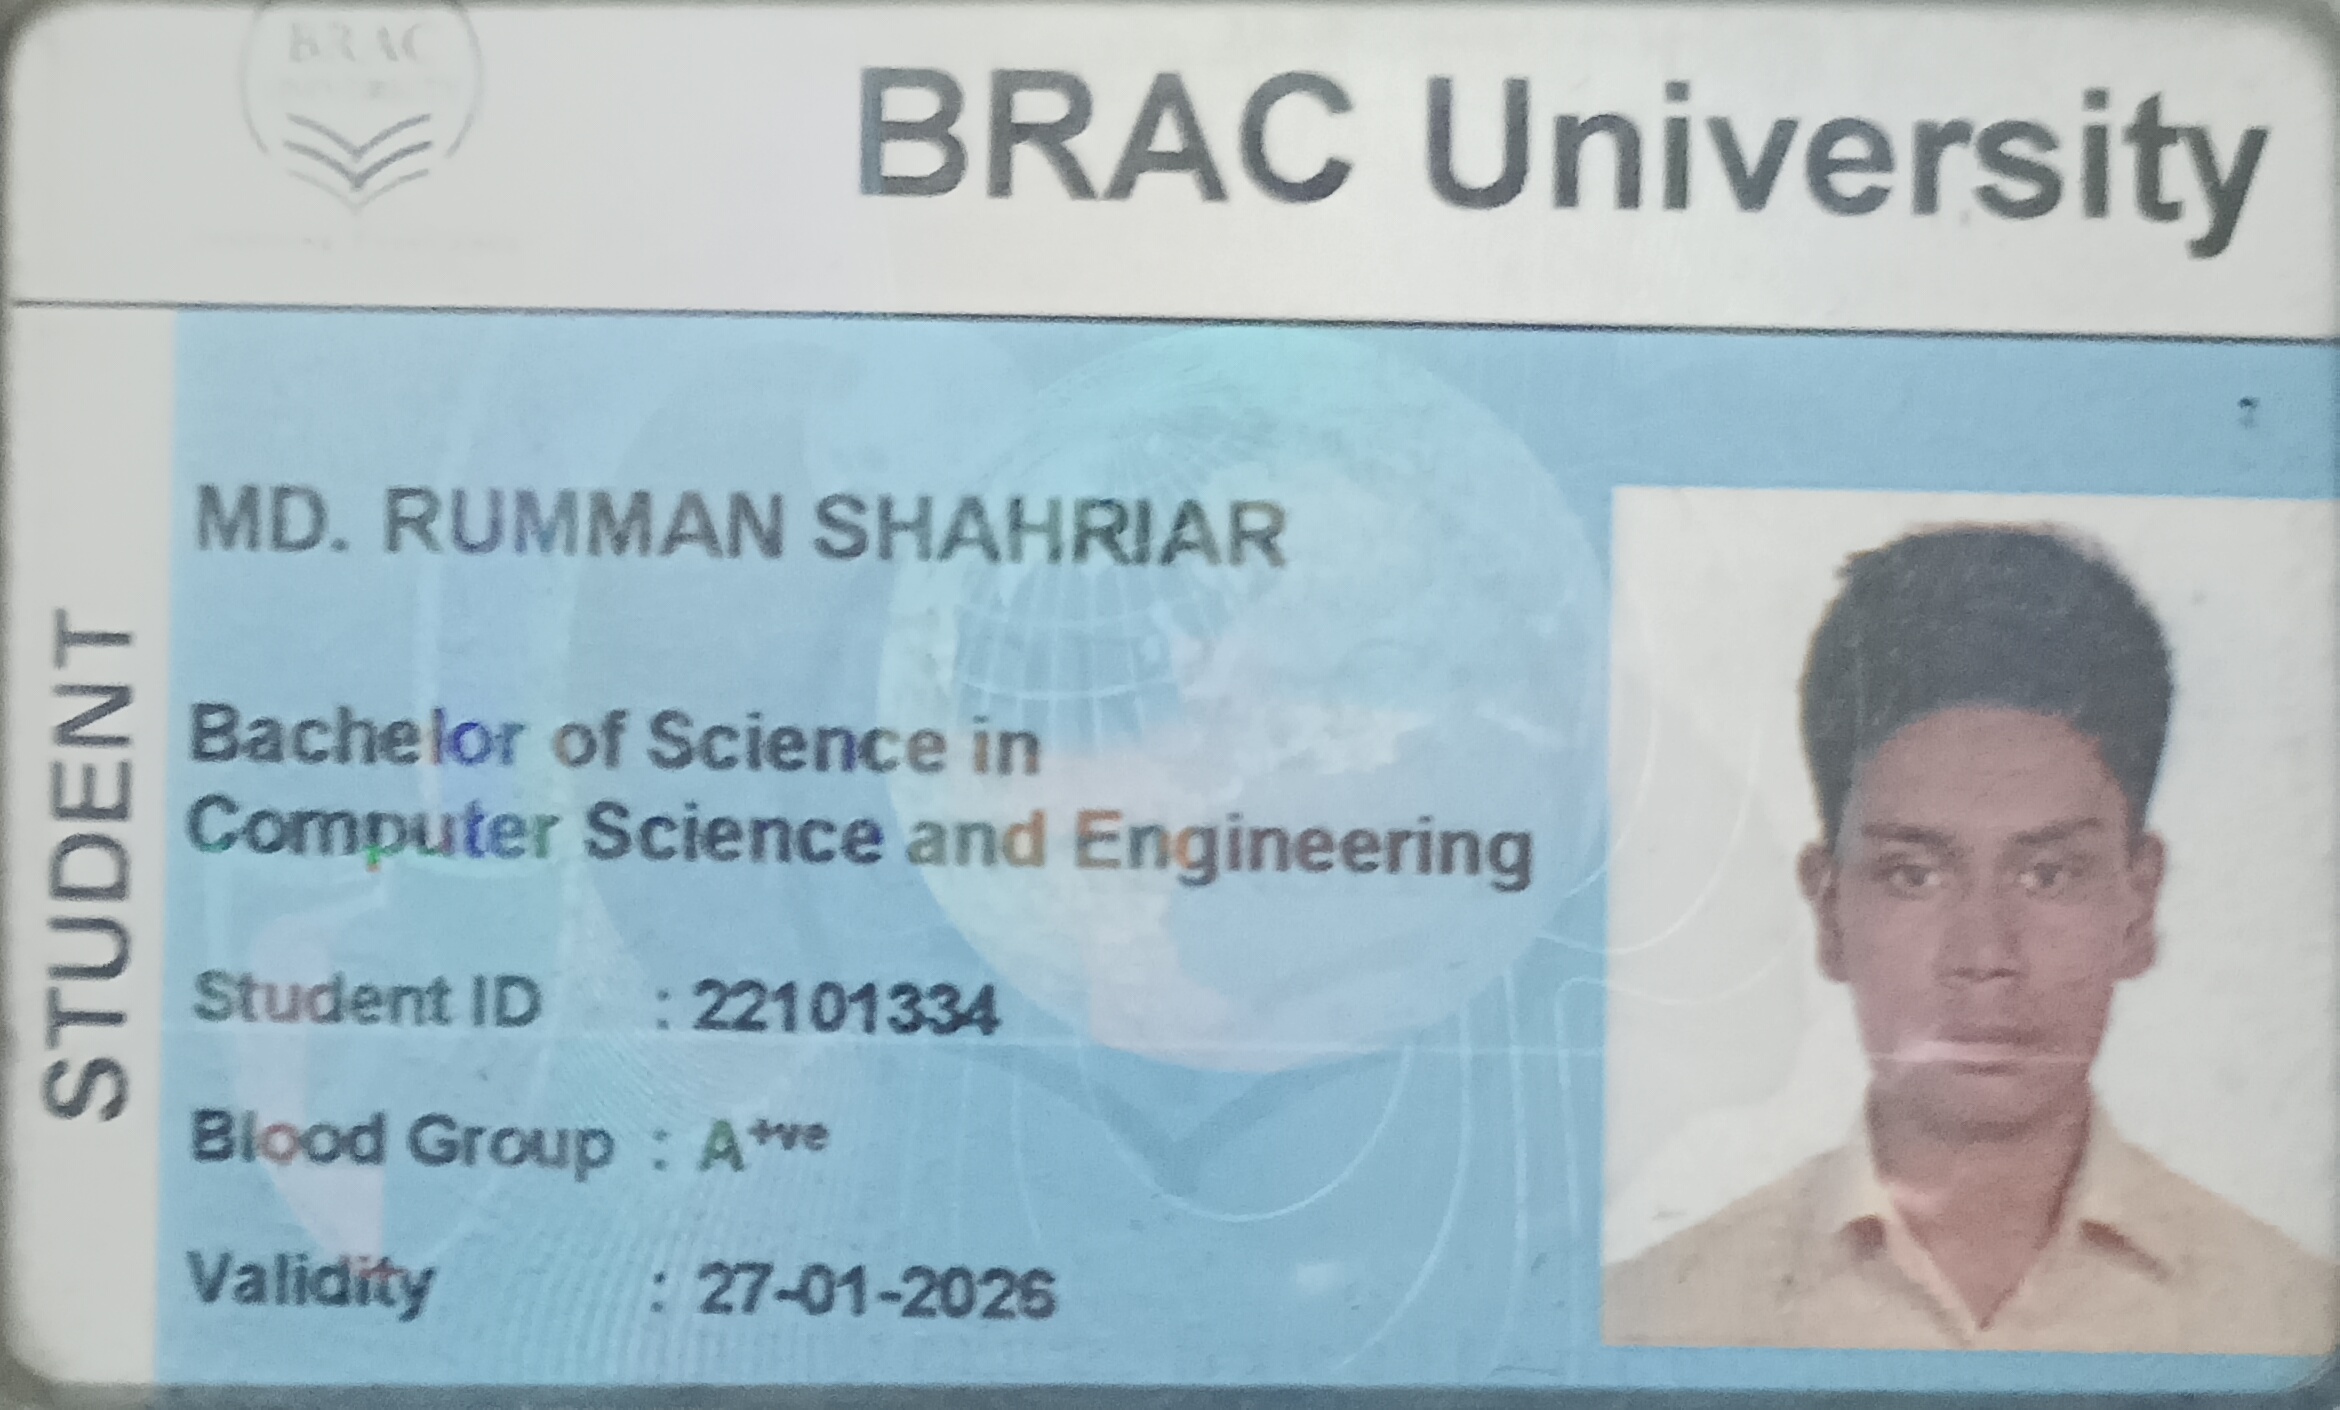 BRAC
UNIVERSITY
BRAC University
STUDENT
MD. RUMMAN SHAHRIAR
Bachelor of Science in
Computer Science and Engineering
Student ID : 22101334
Blood Group : A+ve
Validity : 27-01-2026